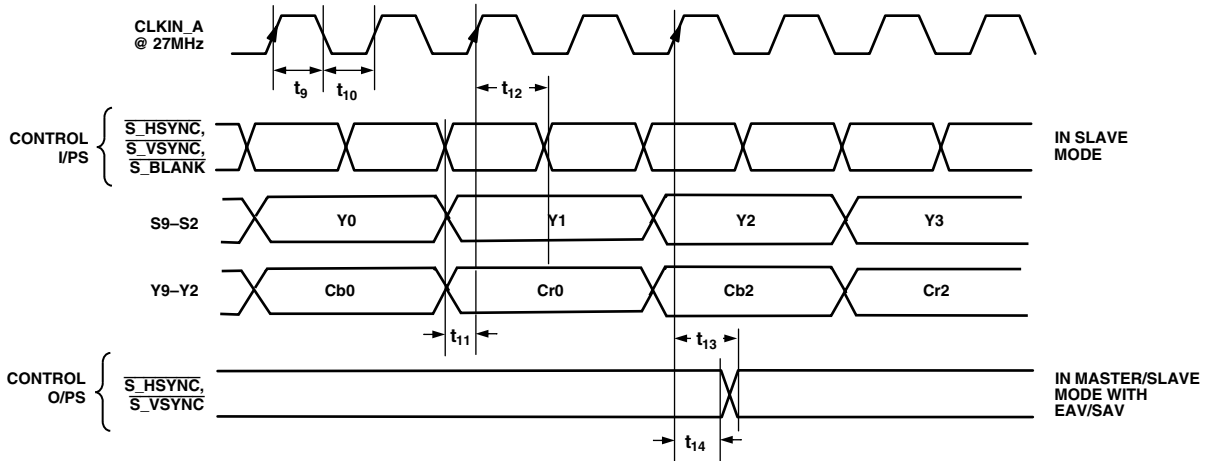 CLKIN_A
@ 27MHz
t9
t10
t12
CONTROL
I/PS
S_HSYNC,
S_VSYNC,
S_BLANK
IN SLAVE
MODE
S9–S2
Y0
Y1
Y2
Y3
Y9–Y2
Cb0
Cr0
Cb2
Cr2
t11
t13
CONTROL
O/PS
S_HSYNC,
S_VSYNC
IN MASTER/SLAVE
MODE WITH
EAV/SAV
t14